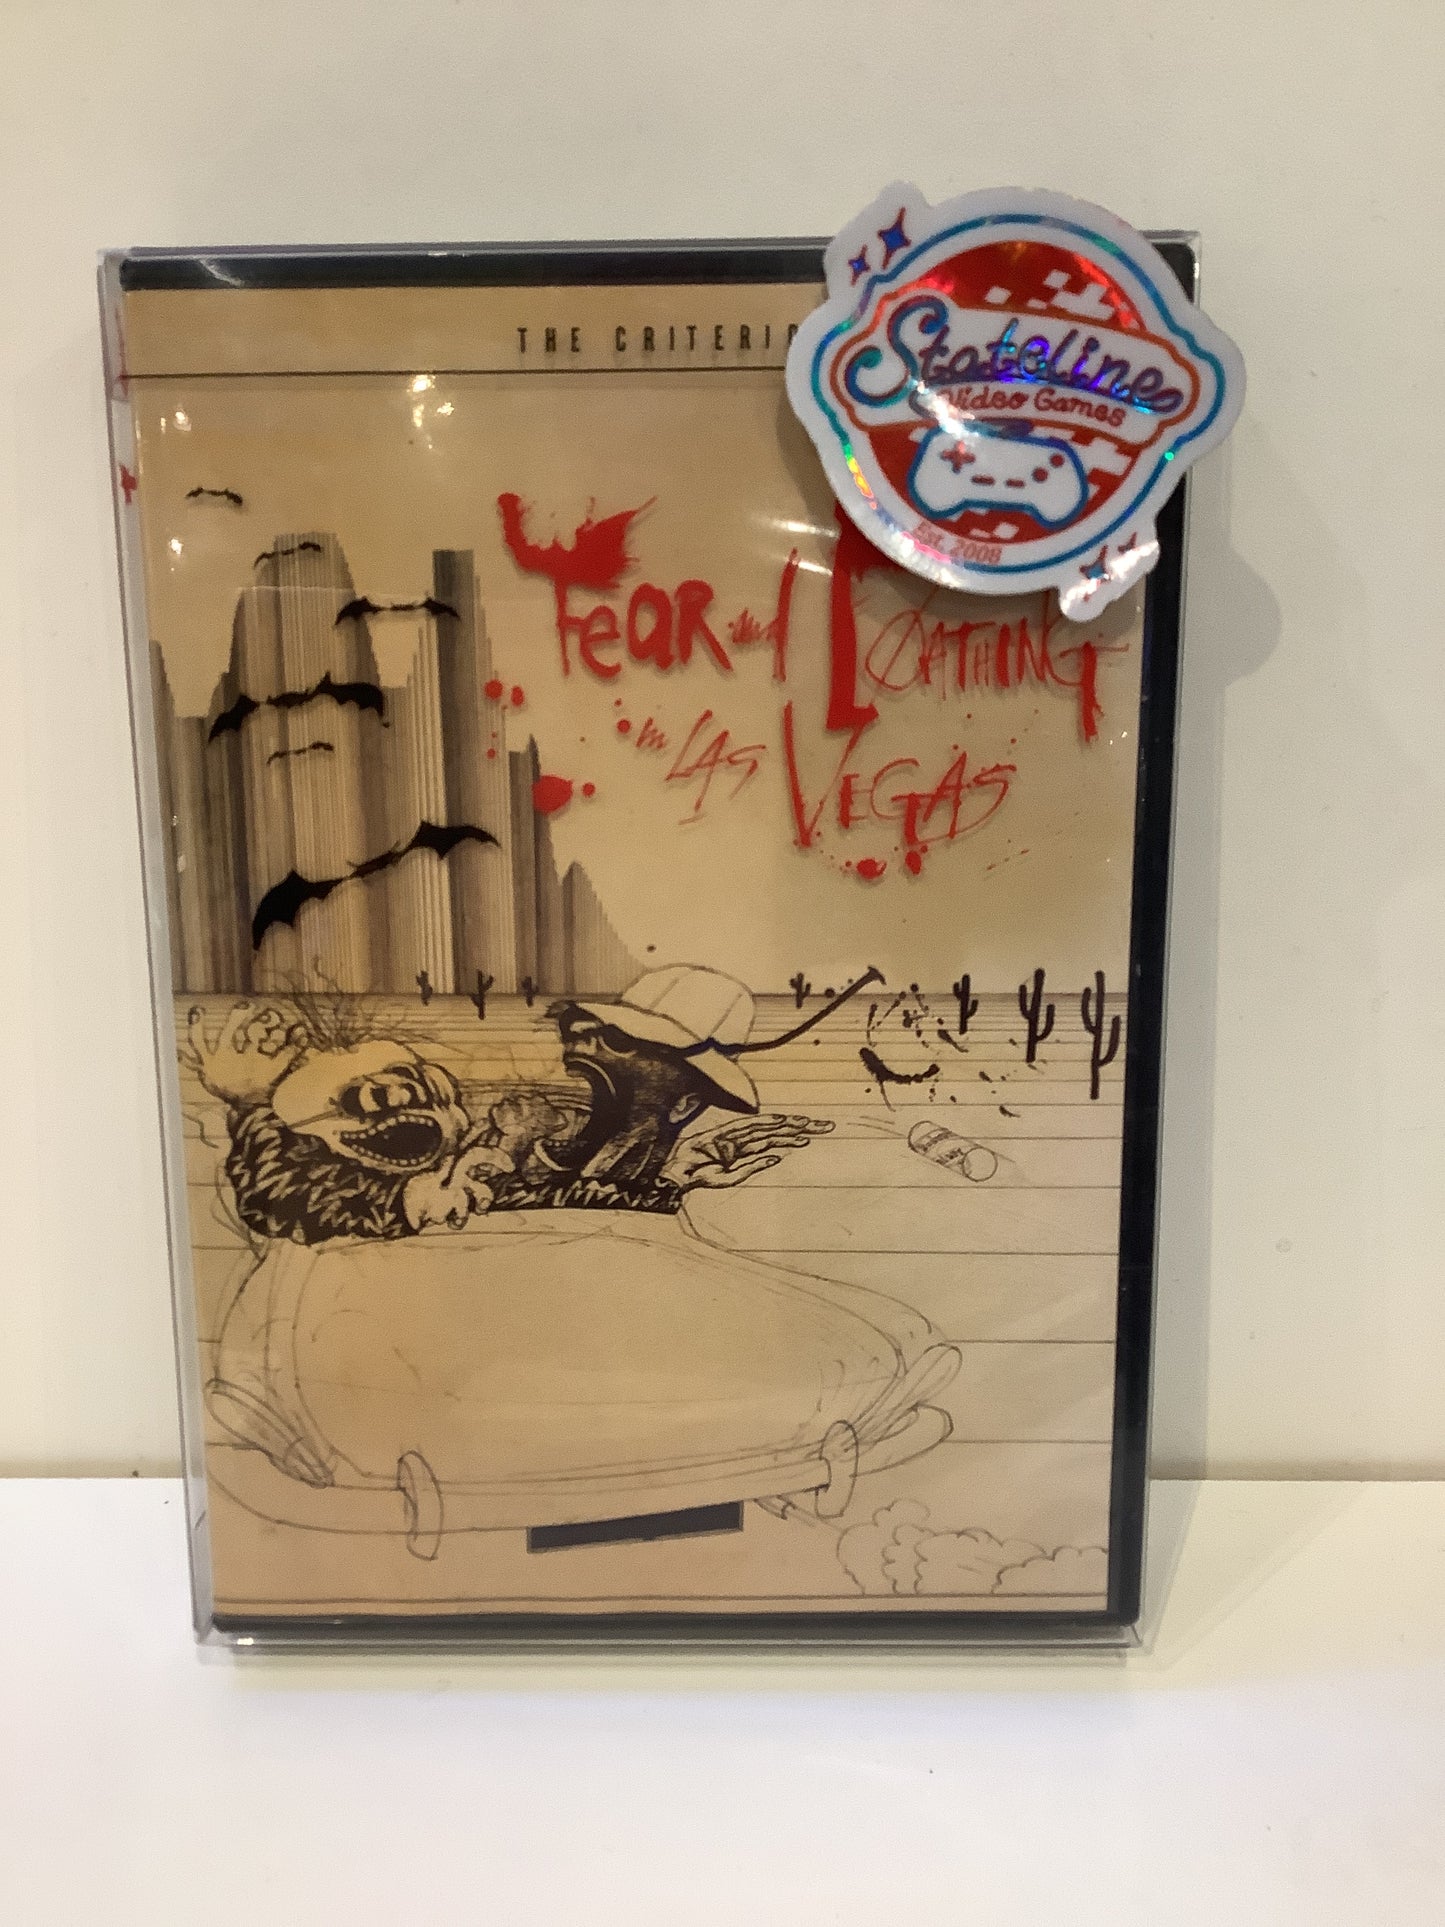 THE CRITERIO
Stateline
Video Games
Est. 2008
FeaR and LOATHING
in LAS VEGAS